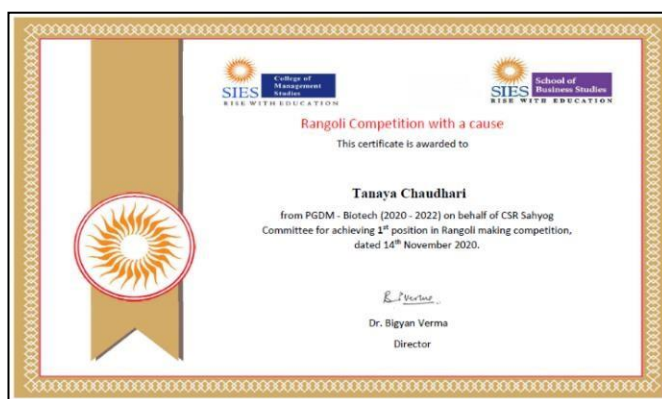 SIES
College of
Management
Studies
RISE WITH EDUCATION
SIES
School of
Business Studies
RISE WITH EDUCATION
Rangoli Competition with a cause
This certificate is awarded to
Tanaya Chaudhari
from PGDM - Biotech (2020 - 2022) on behalf of CSR Sahyog
Committee for achieving 1st position in Rangoli making competition,
dated 14th November 2020.
B. Verma
Dr. Bigyan Verma
Director